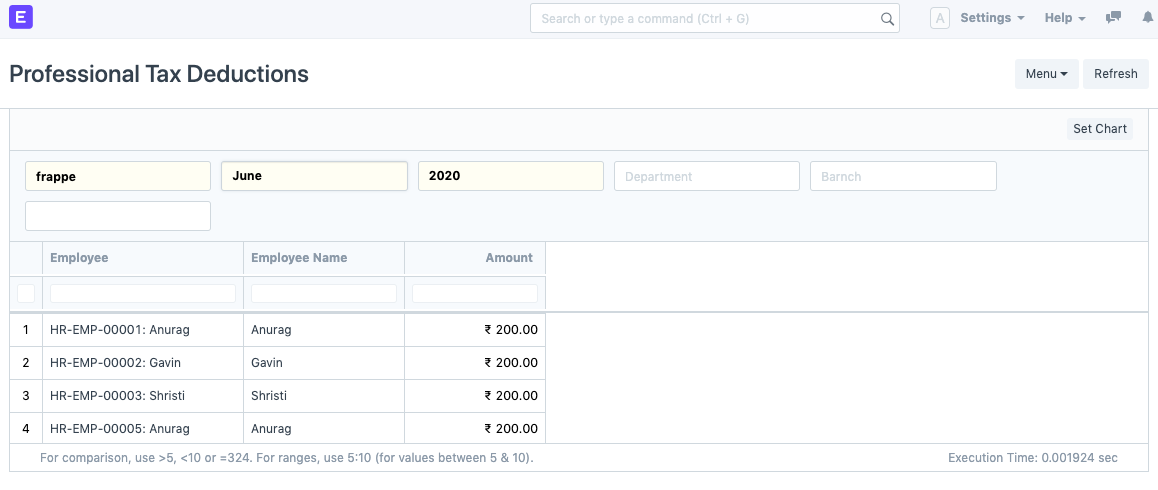 E
Search or type a command (Ctrl + G)
A
Settings
Help
Professional Tax Deductions
Menu
Refresh
Set Chart
frappe
June
2020
Department
Barnch
Employee
Employee Name
Amount
1 HR-EMP-00001: Anurag Anurag ₹ 200.00
2 HR-EMP-00002: Gavin Gavin ₹ 200.00
3 HR-EMP-00003: Shristi Shristi ₹ 200.00
4 HR-EMP-00005: Anurag Anurag ₹ 200.00
For comparison, use >5, <10 or =324. For ranges, use 5:10 (for values between 5 & 10).
Execution Time: 0.001924 sec